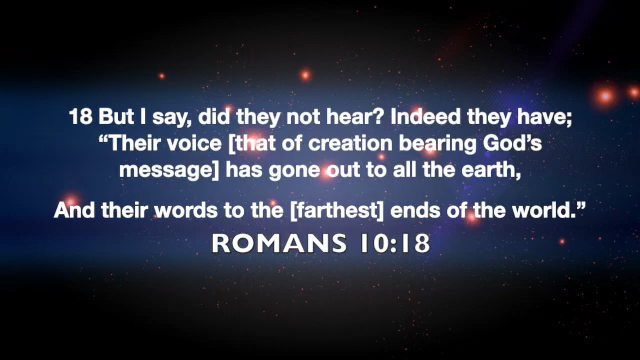 18 But I say, did they not hear? Indeed they have;
“Their voice [that of creation bearing God’s
message] has gone out to all the earth,
And their words to the [farthest] ends of the world.”
ROMANS 10:18